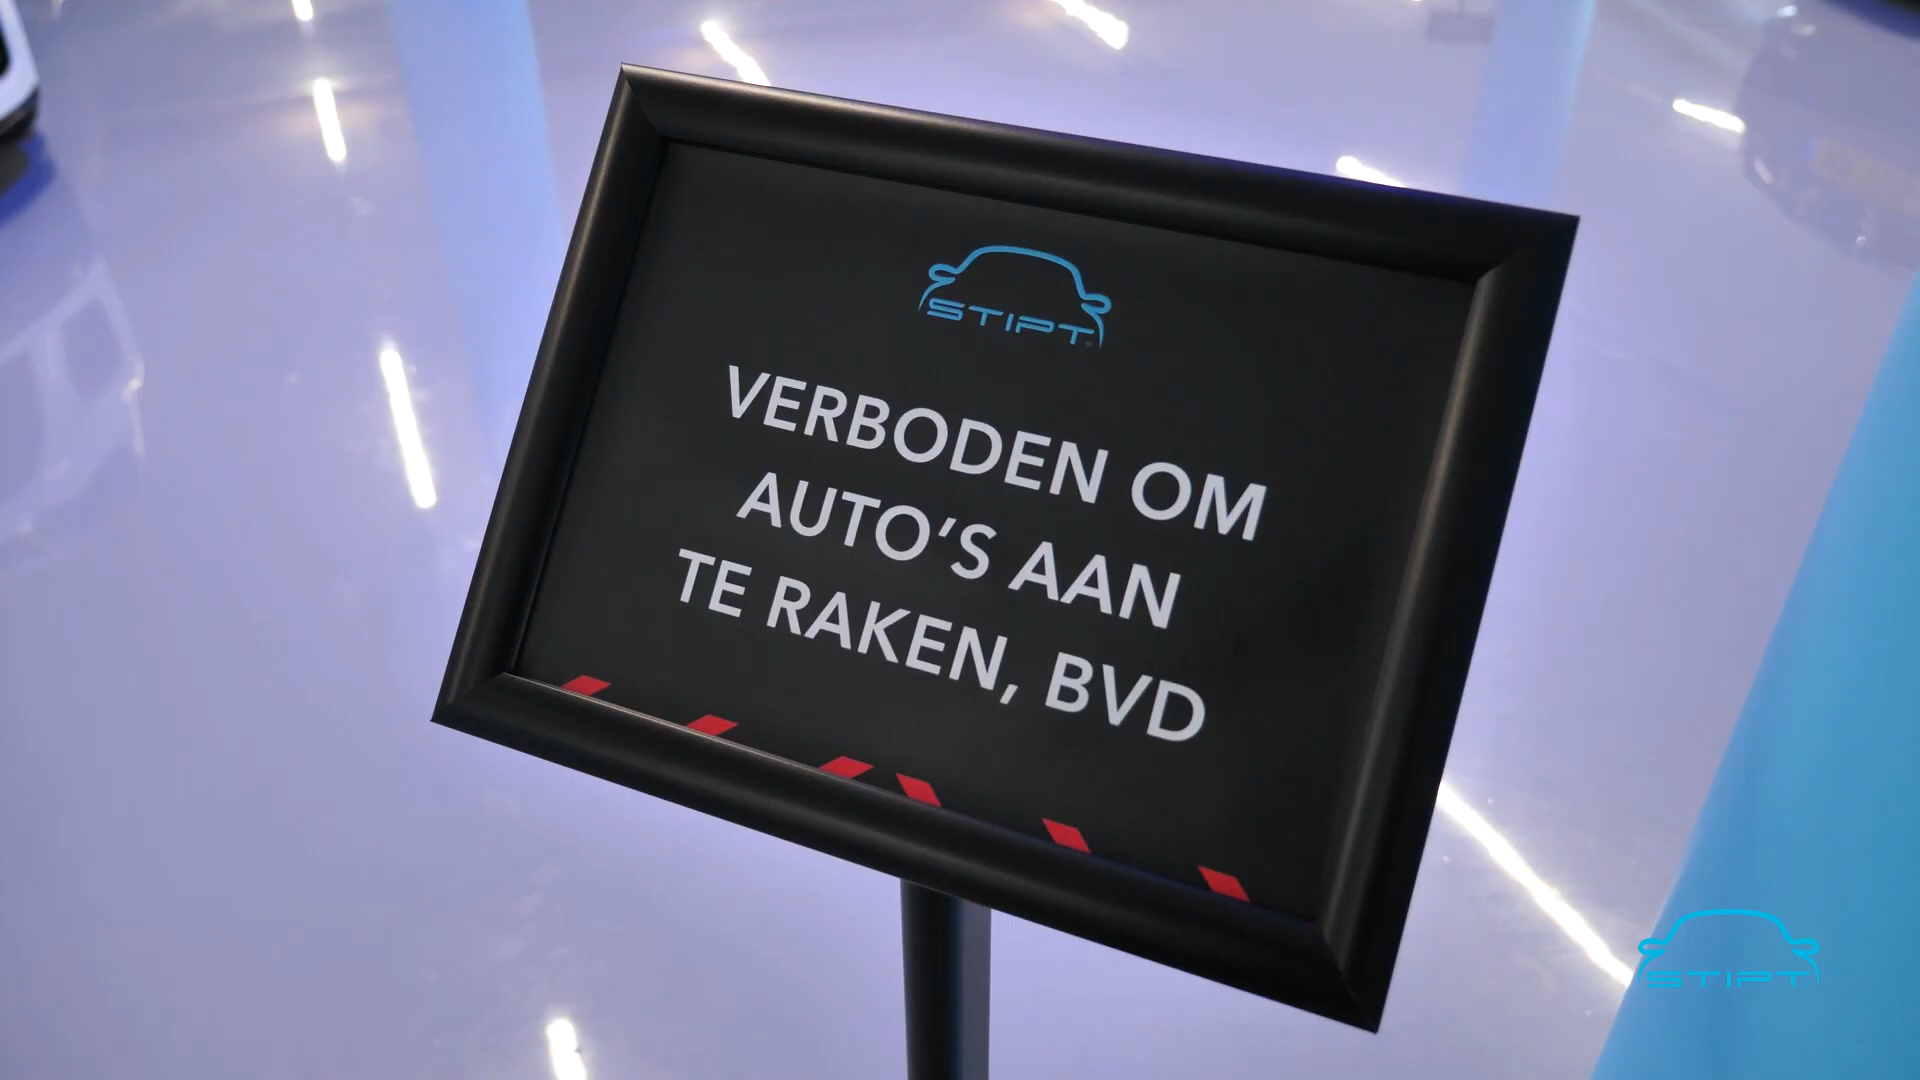 STIPT
VERBODEN OM
AUTO'S AAN
TE RAKEN, BVD
STIPT